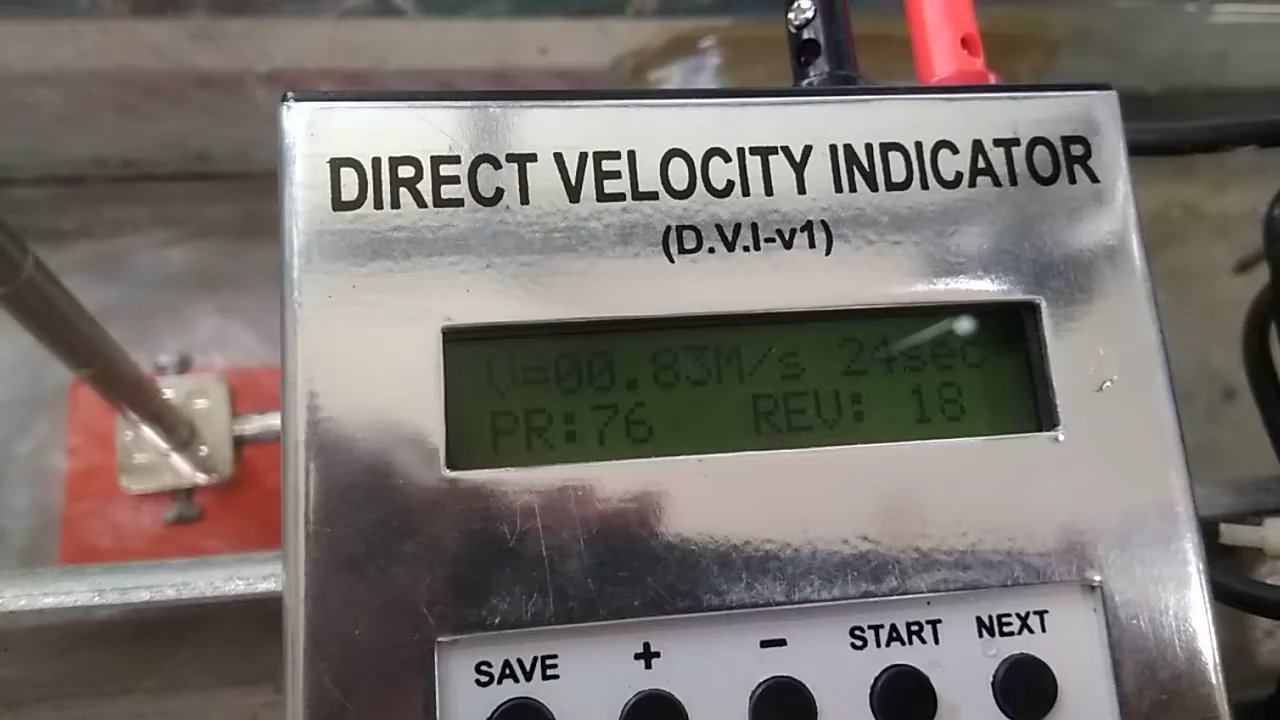 DIRECT VELOCITY INDICATOR
(D.V.I-v1)
V=00.83M/s 24sec
PR:76 REV: 18
SAVE + - START NEXT